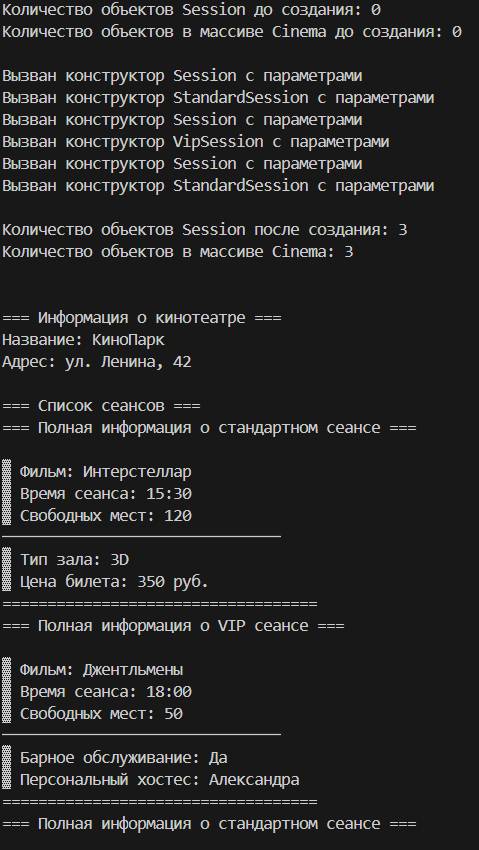 Количество объектов Session до создания: 0
Количество объектов в массиве Cinema до создания: 0
Вызван конструктор Session с параметрами
Вызван конструктор StandardSession с параметрами
Вызван конструктор Session с параметрами
Вызван конструктор VipSession с параметрами
Вызван конструктор Session с параметрами
Вызван конструктор StandardSession с параметрами
Количество объектов Session после создания: 3
Количество объектов в массиве Cinema: 3
=== Информация о кинотеатре ===
Название: КиноПарк
Адрес: ул. Ленина, 42
=== Список сеансов ===
=== Полная информация о стандартном сеансе ===
▒ Фильм: Интерстеллар
▒ Время сеанса: 15:30
▒ Свободных мест: 120
───────────────────────────────
▒ Тип зала: 3D
▒ Цена билета: 350 руб.
===================================
=== Полная информация о VIP сеансе ===
▒ Фильм: Джентльмены
▒ Время сеанса: 18:00
▒ Свободных мест: 50
───────────────────────────────
▒ Барное обслуживание: Да
▒ Персональный хостес: Александра
===================================
=== Полная информация о стандартном сеансе ===